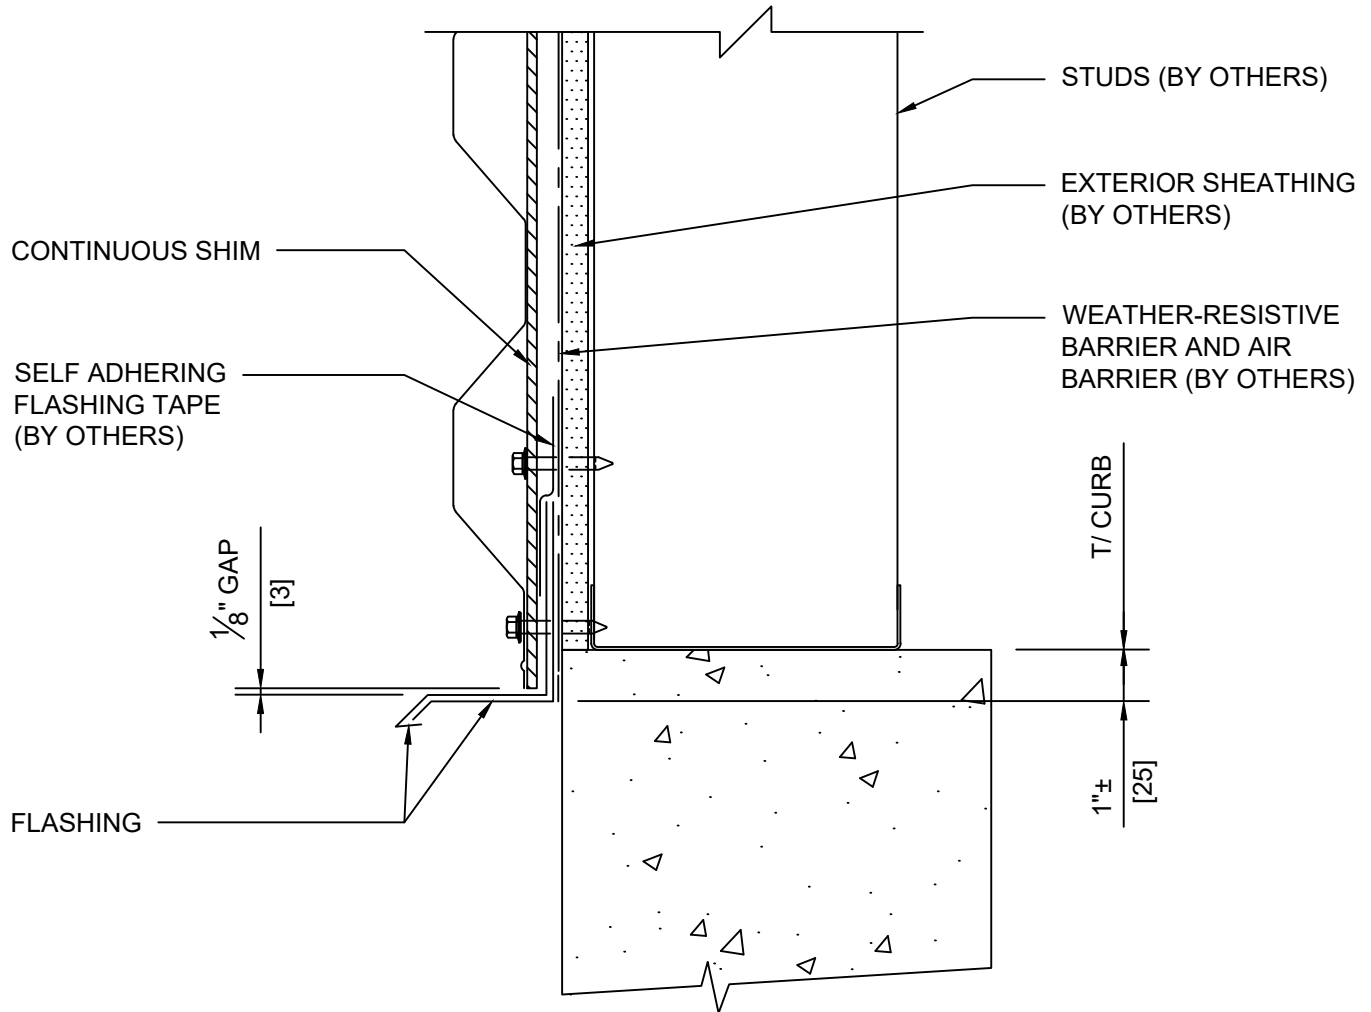 STUDS (BY OTHERS)
EXTERIOR SHEATHING
(BY OTHERS)
CONTINUOUS SHIM
WEATHER-RESISTIVE
BARRIER AND AIR
BARRIER (BY OTHERS)
SELF ADHERING
FLASHING TAPE
(BY OTHERS)
T/ CURB
1/8" GAP
[3]
1"±
[25]
FLASHING